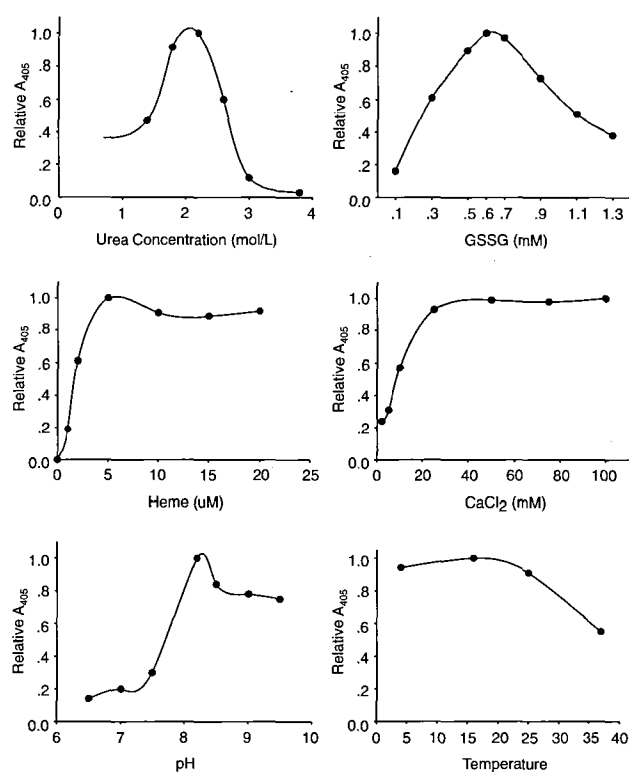 Relative A405
1.0
.8
.6
.4
.2
0.0
0 1 2 3 4
Urea Concentration (mol/L)
Relative A405
1.0
.8
.6
.4
.2
0.0
.1 .3 .5 .6 .7 .9 1.1 1.3
GSSG (mM)
Relative A405
1.0
.8
.6
.4
.2
0.0
0 5 10 15 20 25
Heme (uM)
Relative A405
1.0
.8
.6
.4
.2
0.0
0 20 40 60 80 100
CaCl2 (mM)
Relative A405
1.0
.8
.6
.4
.2
0.0
6 7 8 9 10
pH
Relative A405
1.0
.8
.6
.4
.2
0.0
0 5 10 15 20 25 30 35 40
Temperature